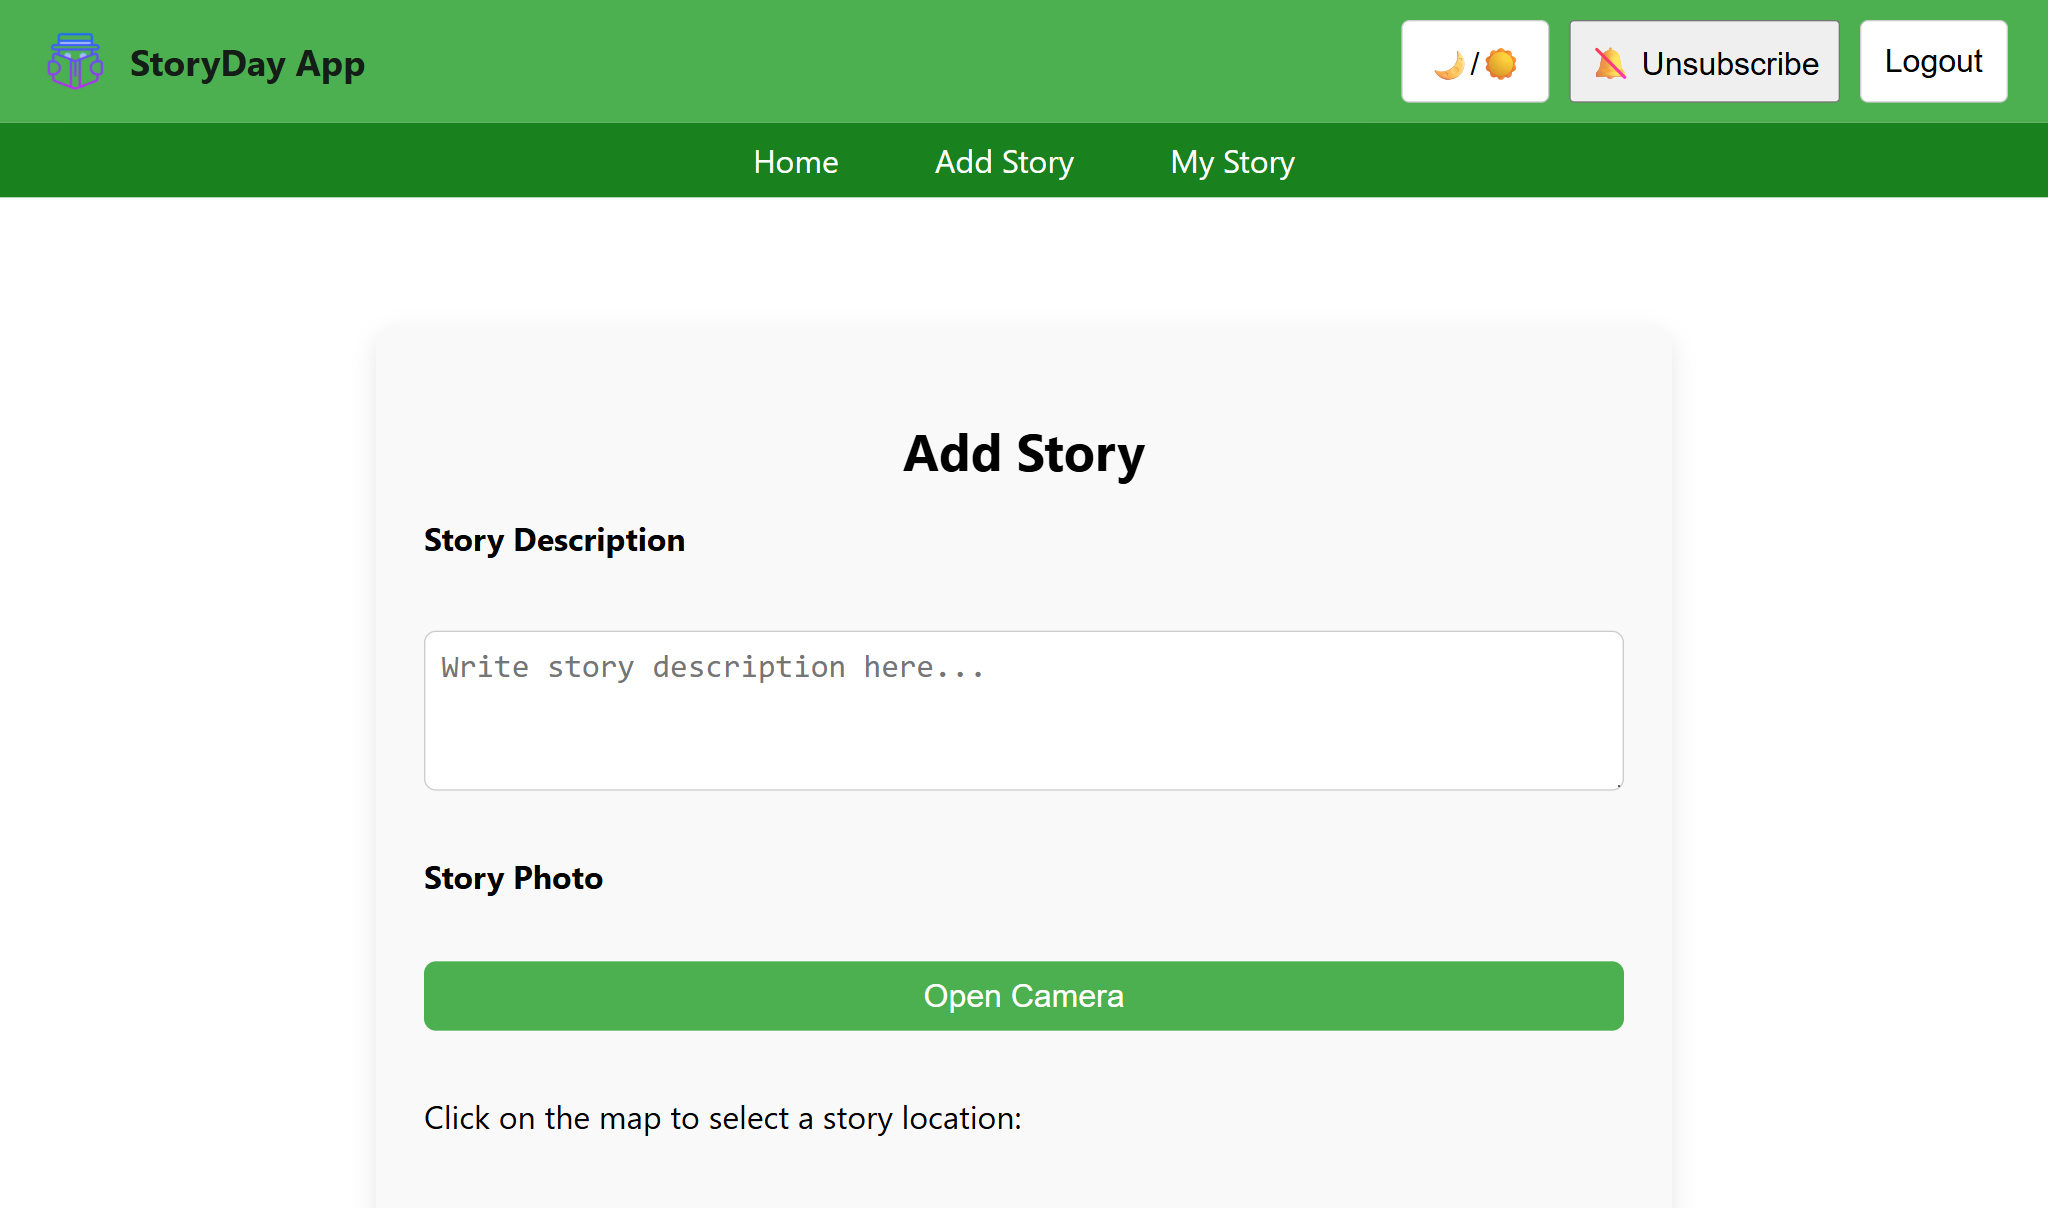 StoryDay App
🌙/☀️
Unsubscribe
Logout
Home
Add Story
My Story
Add Story
Story Description
Write story description here...
Story Photo
Open Camera
Click on the map to select a story location: